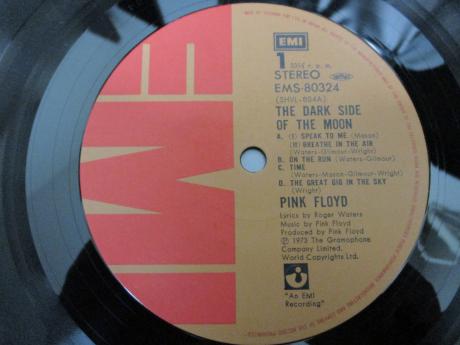 EMI
EMI
1
33⅓ r.p.m.
STEREO
EMS-80324
(SHVL-804A)
THE DARK SIDE
OF THE MOON
A. (I) SPEAK TO ME (Mason)
(II) BREATHE IN THE AIR
(Waters-Gilmour-Wright)
B. ON THE RUN (Waters-Gilmour)
C. TIME
(Waters-Mason-Gilmour-Wright)
D. THE GREAT GIG IN THE SKY
(Wright)
PINK FLOYD
Lyrics by Roger Waters
Music by Pink Floyd
Produced by Pink Floyd
Ⓟ 1973 The Gramophone
Company Limited.
World Copyrights Ltd.
"An EMI
Recording"